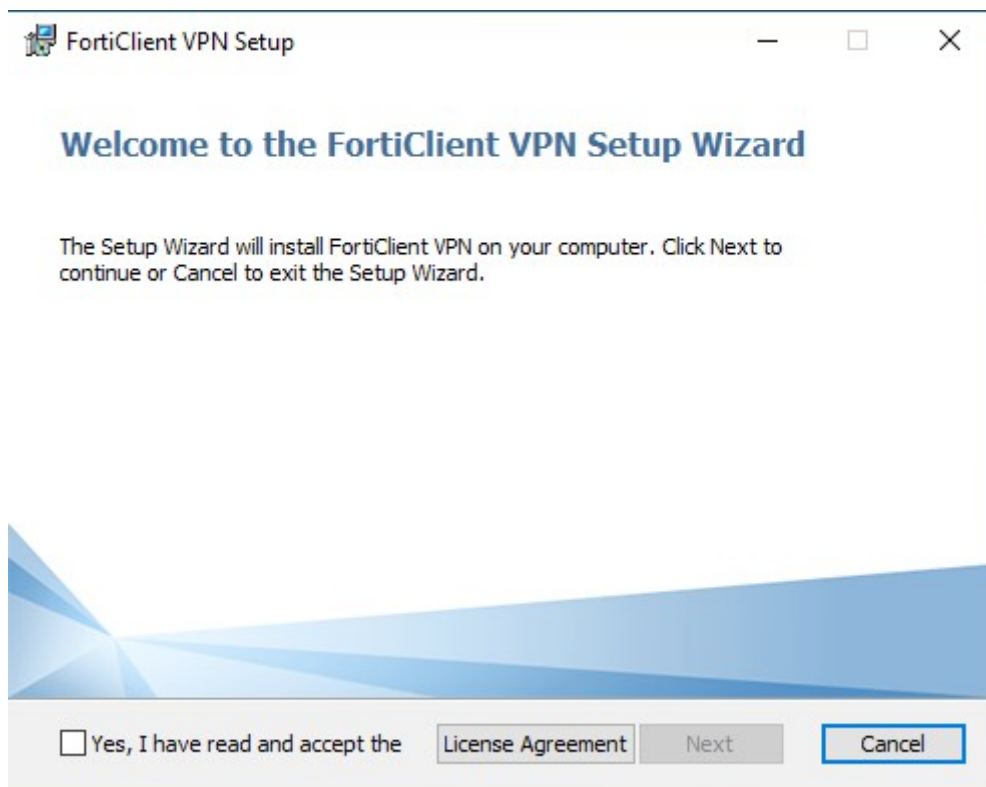 FortiClient VPN Setup
Welcome to the FortiClient VPN Setup Wizard
The Setup Wizard will install FortiClient VPN on your computer. Click Next to
continue or Cancel to exit the Setup Wizard.
Yes, I have read and accept the License Agreement Next Cancel